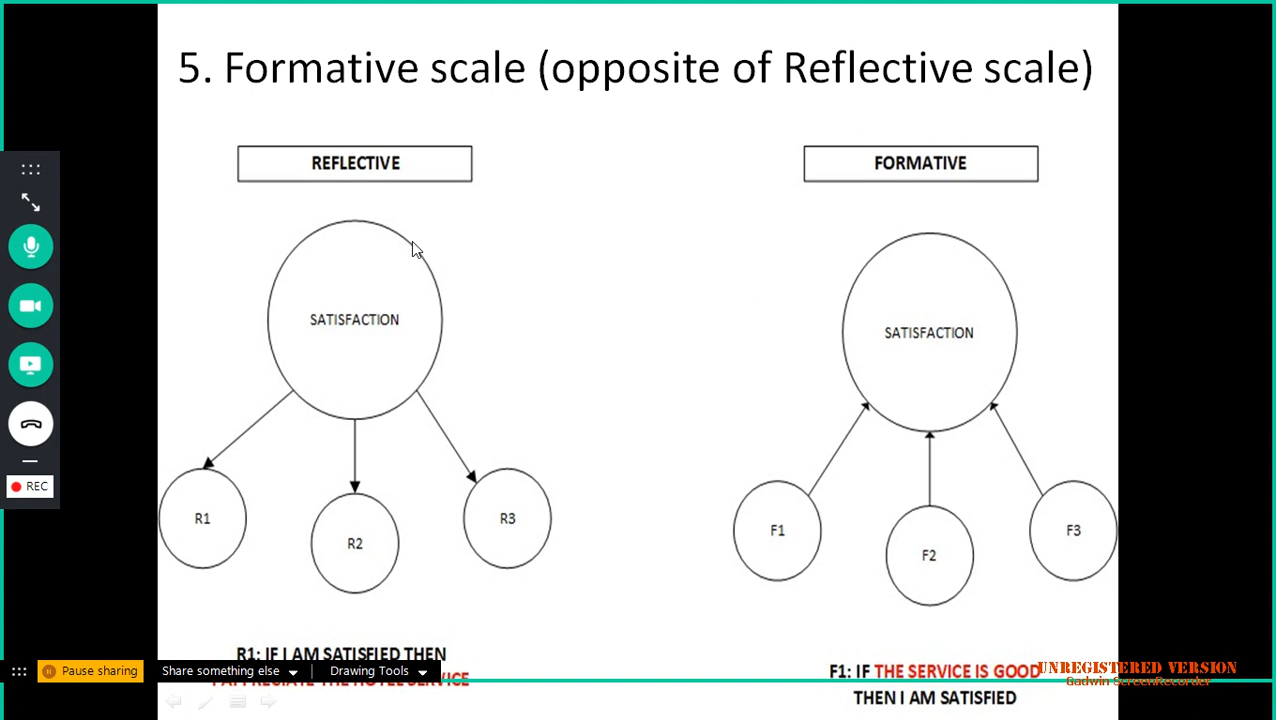 5. Formative scale (opposite of Reflective scale)
REFLECTIVE
FORMATIVE
SATISFACTION
SATISFACTION
R1
R2
R3
F1
F2
F3
R1: IF I AM SATISFIED THEN
I APPRECIATE THE HOTEL SERVICE
F1: IF THE SERVICE IS GOOD
THEN I AM SATISFIED
REC
Pause sharing
Share something else
Drawing Tools
UNREGISTERED VERSION
Gadwin ScreenRecorder